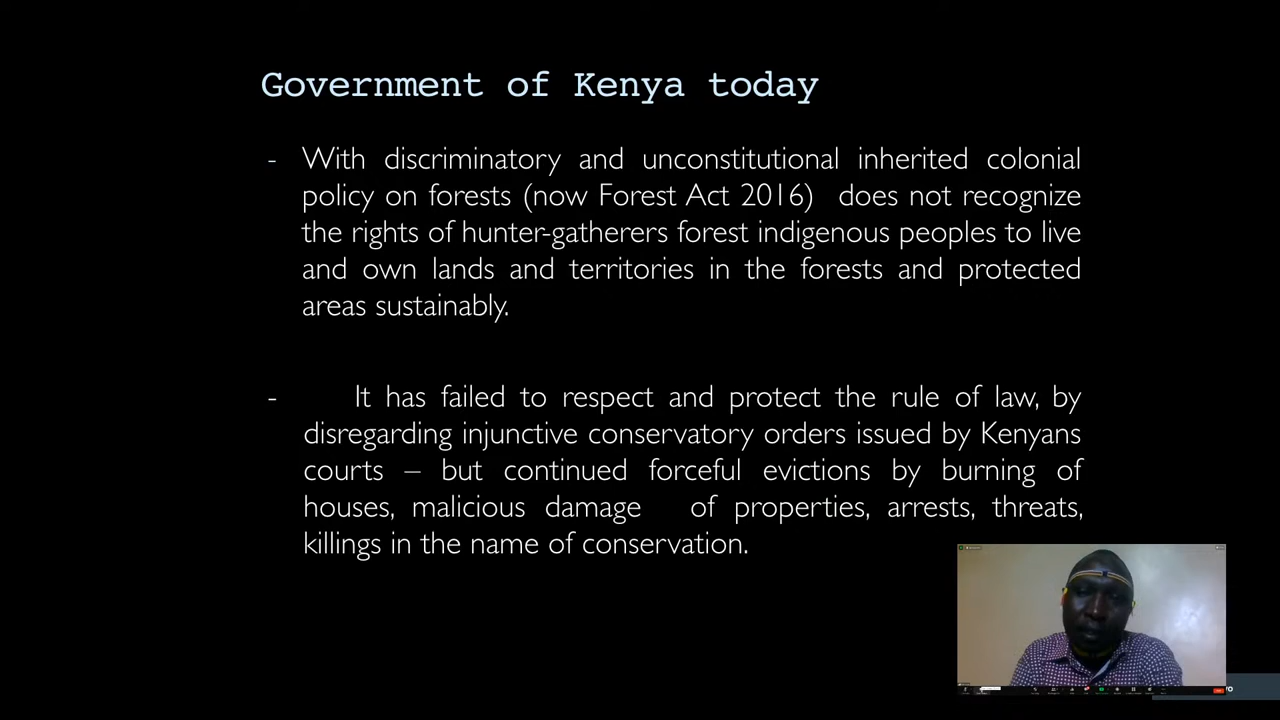 Government of Kenya today
- With discriminatory and unconstitutional inherited colonial
policy on forests (now Forest Act 2016) does not recognize
the rights of hunter-gatherers forest indigenous peoples to live
and own lands and territories in the forests and protected
areas sustainably.
- It has failed to respect and protect the rule of law, by
disregarding injunctive conservatory orders issued by Kenyans
courts – but continued forceful evictions by burning of
houses, malicious damage of properties, arrests, threats,
killings in the name of conservation.